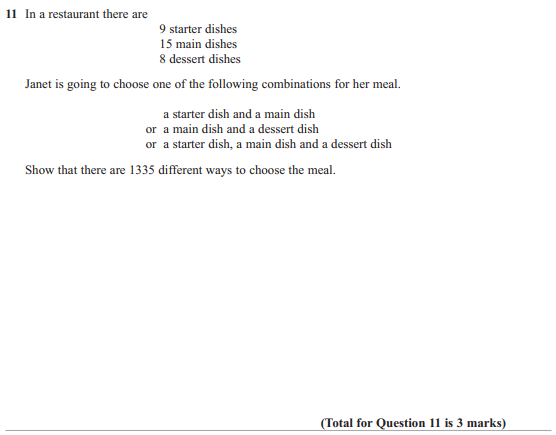 11 In a restaurant there are
9 starter dishes
15 main dishes
8 dessert dishes
Janet is going to choose one of the following combinations for her meal.
a starter dish and a main dish
or a main dish and a dessert dish
or a starter dish, a main dish and a dessert dish
Show that there are 1335 different ways to choose the meal.
(Total for Question 11 is 3 marks)